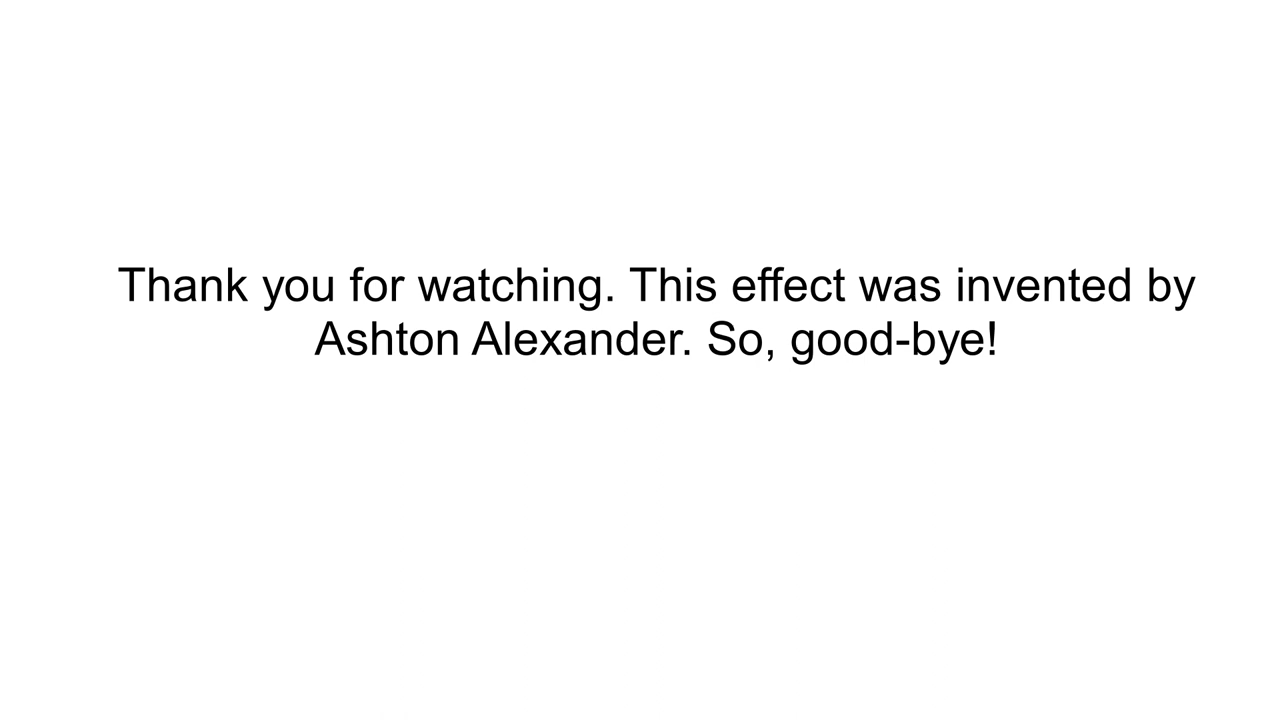 Thank you for watching. This effect was invented by
Ashton Alexander. So, good-bye!